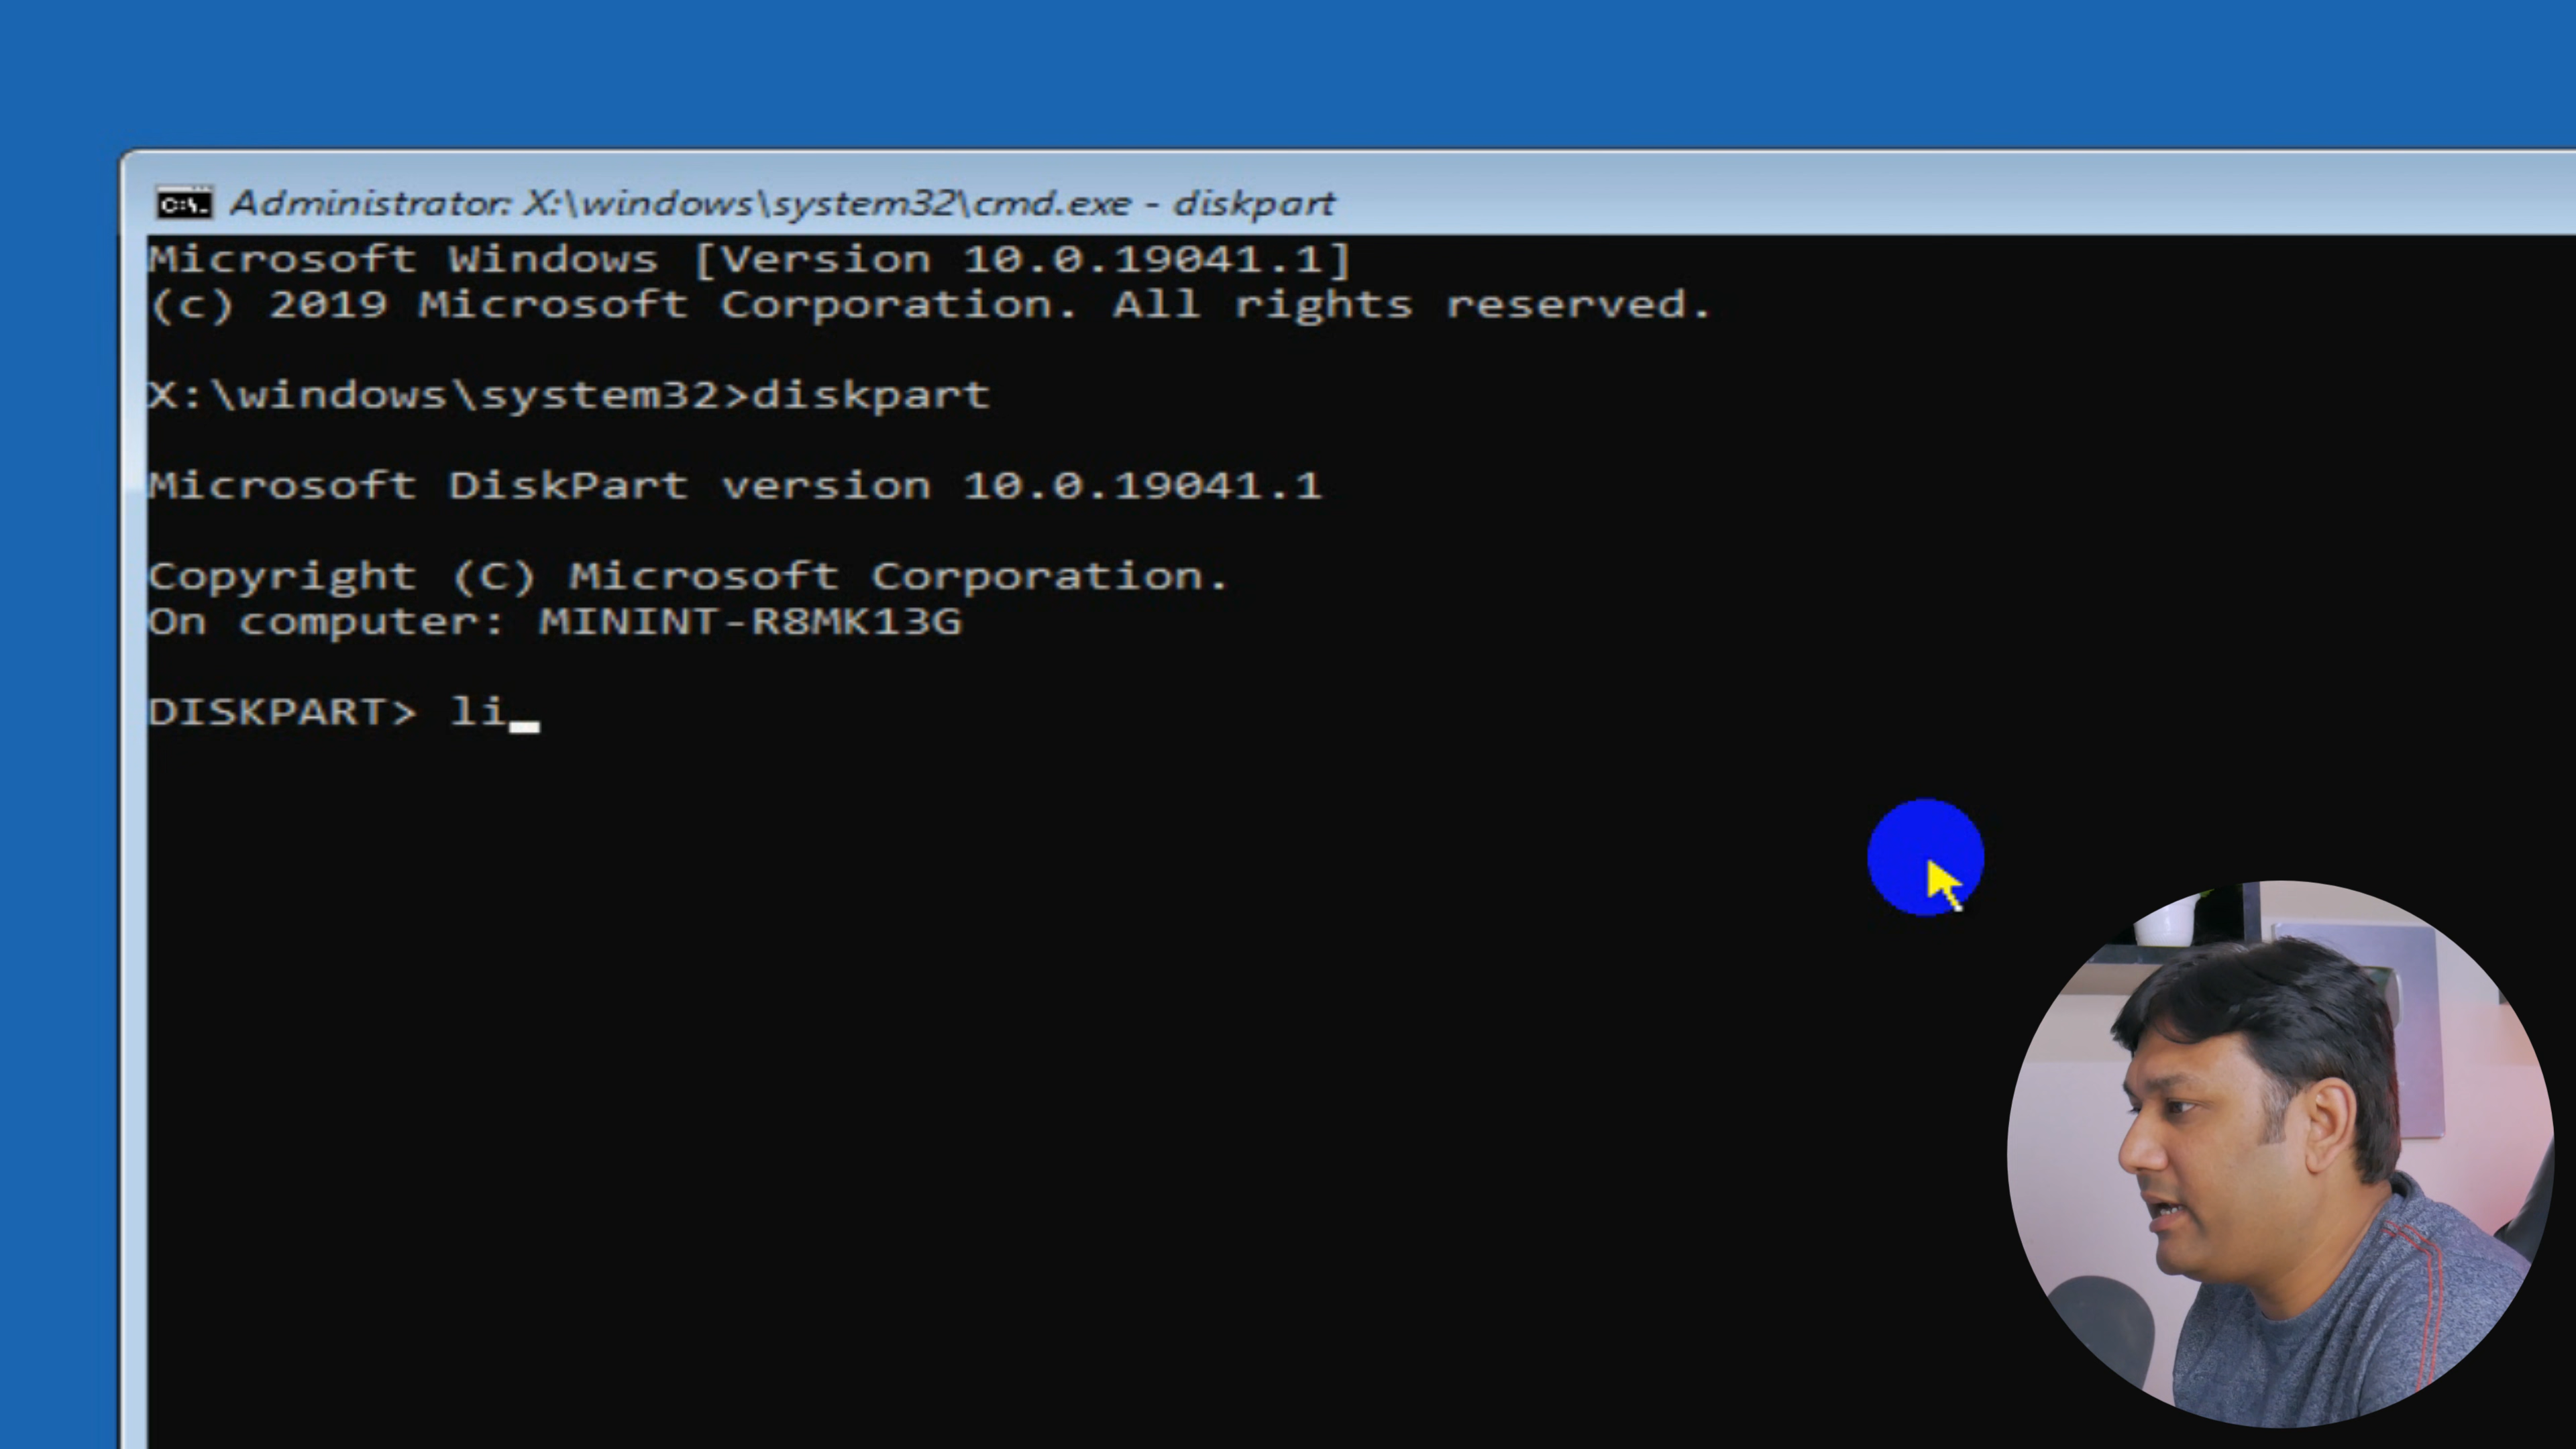 Administrator: X:\windows\system32\cmd.exe - diskpart
Microsoft Windows [Version 10.0.19041.1]
(c) 2019 Microsoft Corporation. All rights reserved.
X:\windows\system32>diskpart
Microsoft DiskPart version 10.0.19041.1
Copyright (C) Microsoft Corporation.
On computer: MININT-R8MK13G
DISKPART> li